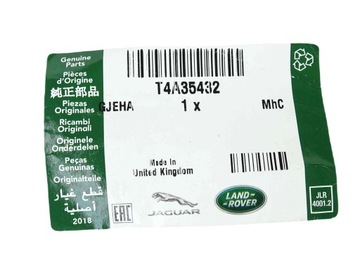 Genuine
Parts
Pièces
d'Origine
純正部品
Piezas
Originales
Ricambi
Originali
Originele
Onderdelen
Peças
Genuinas
Originalteile
قطع غيار
أصلية
2018
T4A35432
GJEHA 1 x MhC
Made in
United Kingdom
EAC
JAGUAR
LAND-
ROVER
JLR
4001.2